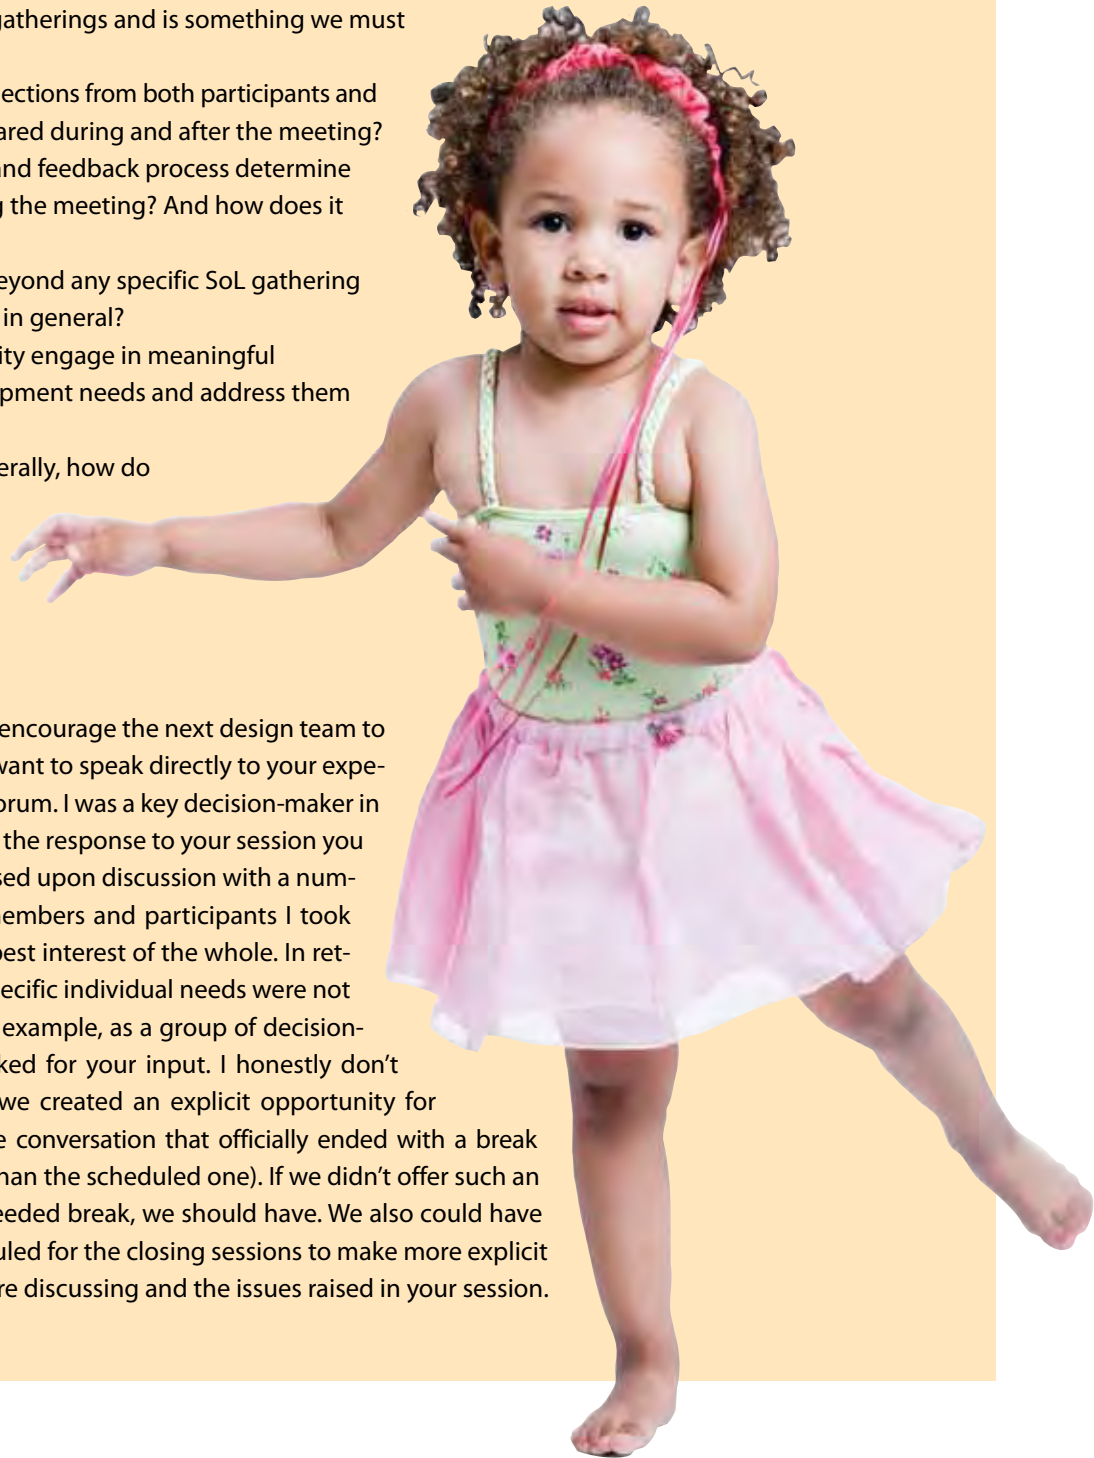 gatherings and is something we must
ections from both participants and
ared during and after the meeting?
and feedback process determine
g the meeting? And how does it
eyond any specific SoL gathering
in general?
ity engage in meaningful
pment needs and address them
erally, how do
encourage the next design team to
want to speak directly to your expe-
orum. I was a key decision-maker in
the response to your session you
sed upon discussion with a num-
members and participants I took
best interest of the whole. In ret-
pecific individual needs were not
example, as a group of decision-
ked for your input. I honestly don’t
we created an explicit opportunity for
e conversation that officially ended with a break
han the scheduled one). If we didn’t offer such an
eeded break, we should have. We also could have
uled for the closing sessions to make more explicit
re discussing and the issues raised in your session.